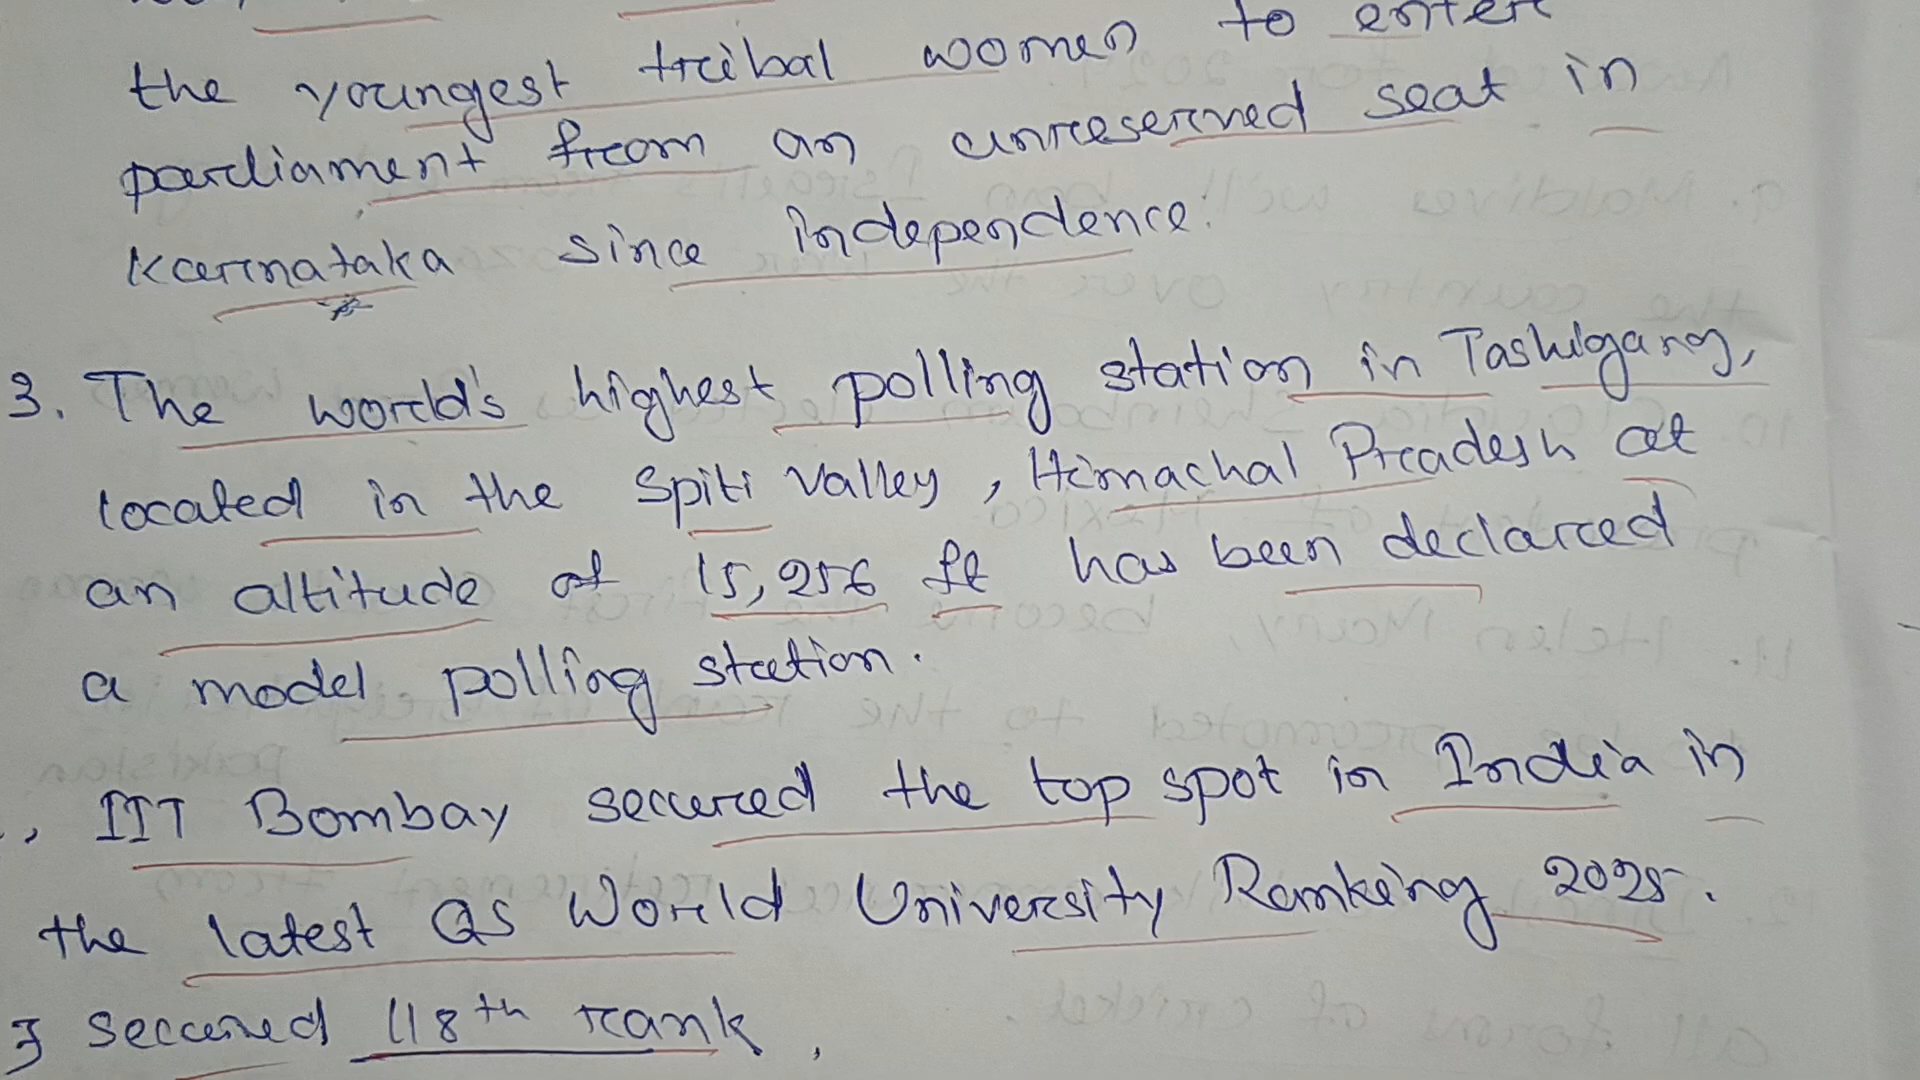 to enter
the youngest tribal women
parliament from an unreserved seat in
Karnataka since independence.
3. The world's highest polling station in Tashigang,
located in the Spiti Valley, Himachal Pradesh at
an altitude of 15,256 ft has been declared
a model polling station.
IIT Bombay secured the top spot in India in
the latest QS World University Ranking 2025.
secured 118th rank,